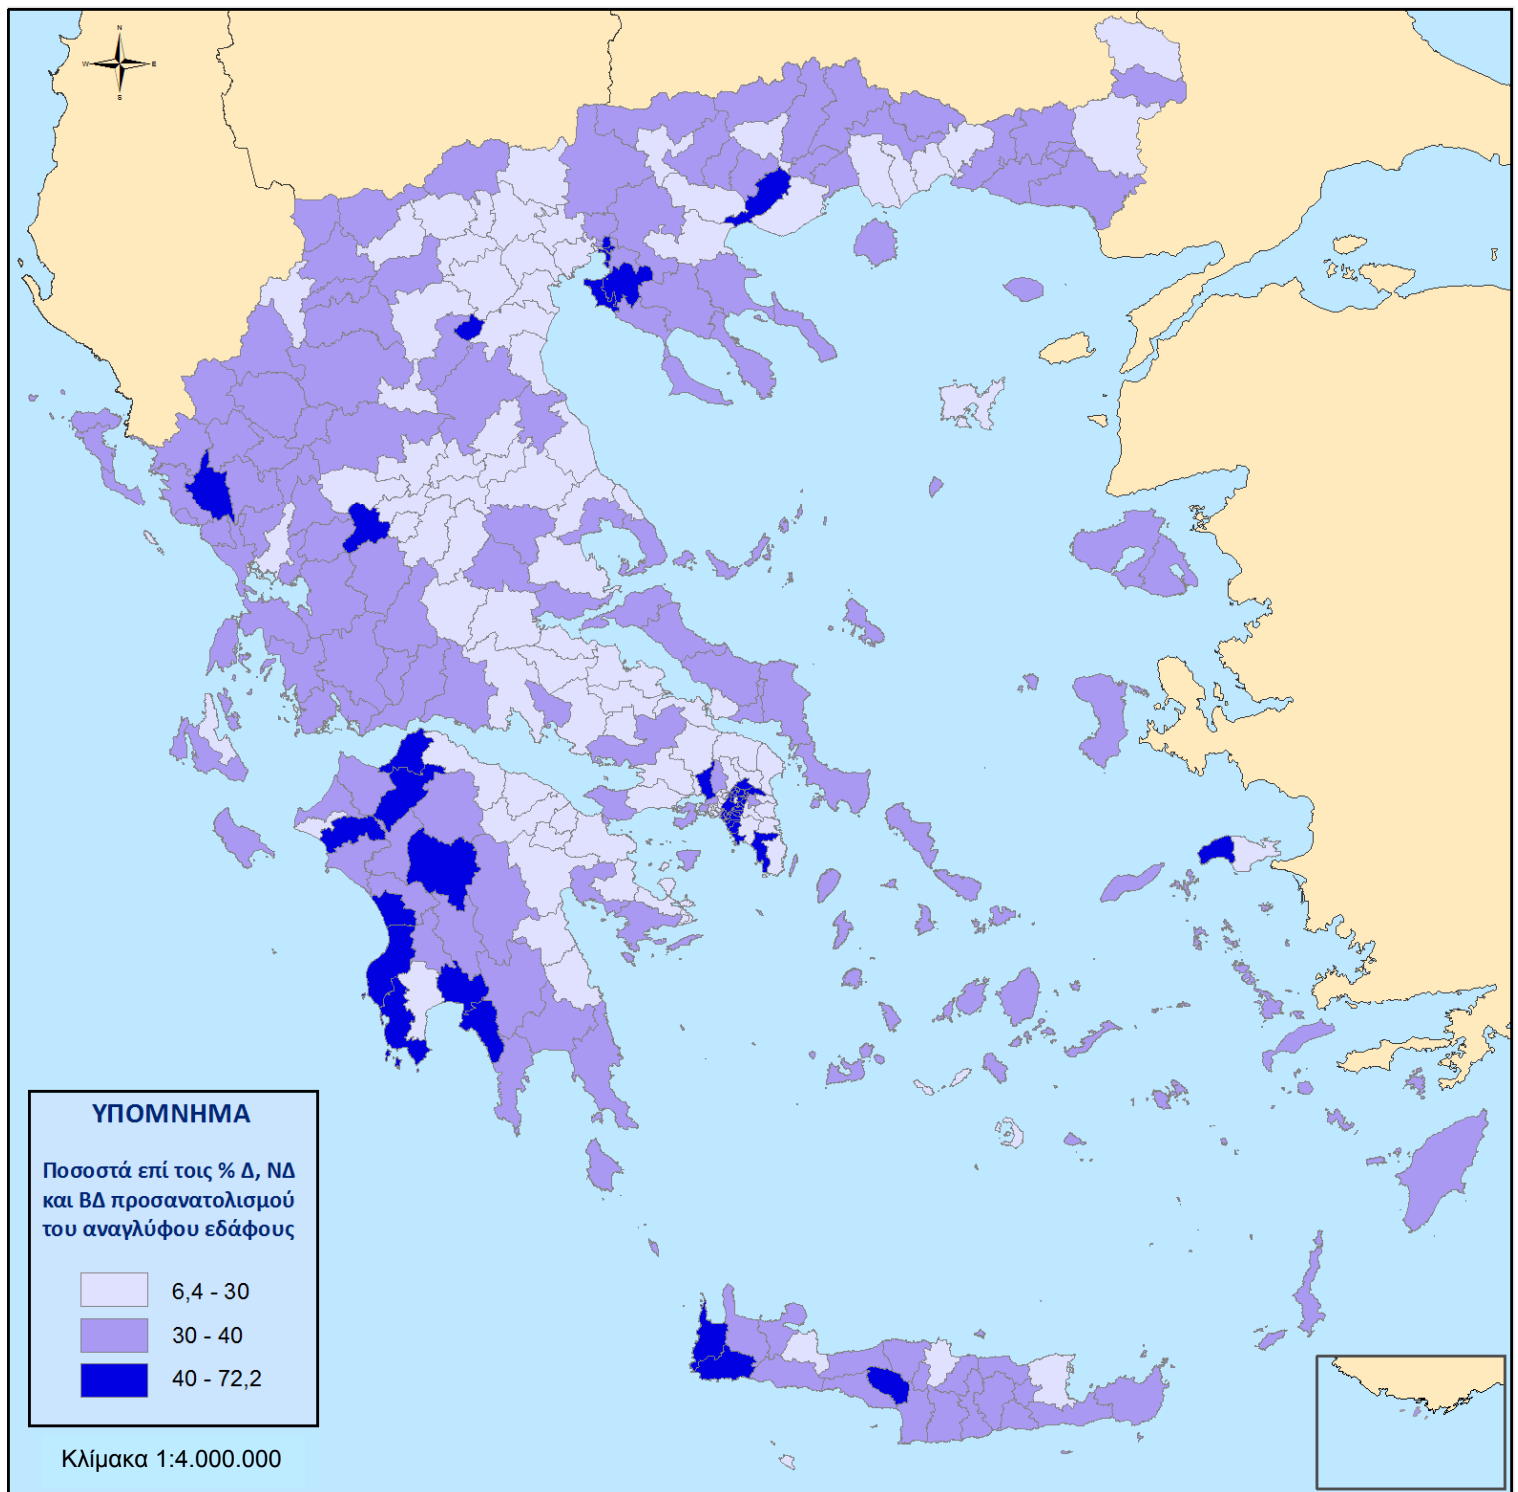 N
W E
S
ΥΠΟΜΝΗΜΑ
Ποσοστά επί τοις % Δ, ΝΔ
και ΒΔ προσανατολισμού
του αναγλύφου εδάφους
6,4 - 30
30 - 40
40 - 72,2
Κλίμακα 1:4.000.000